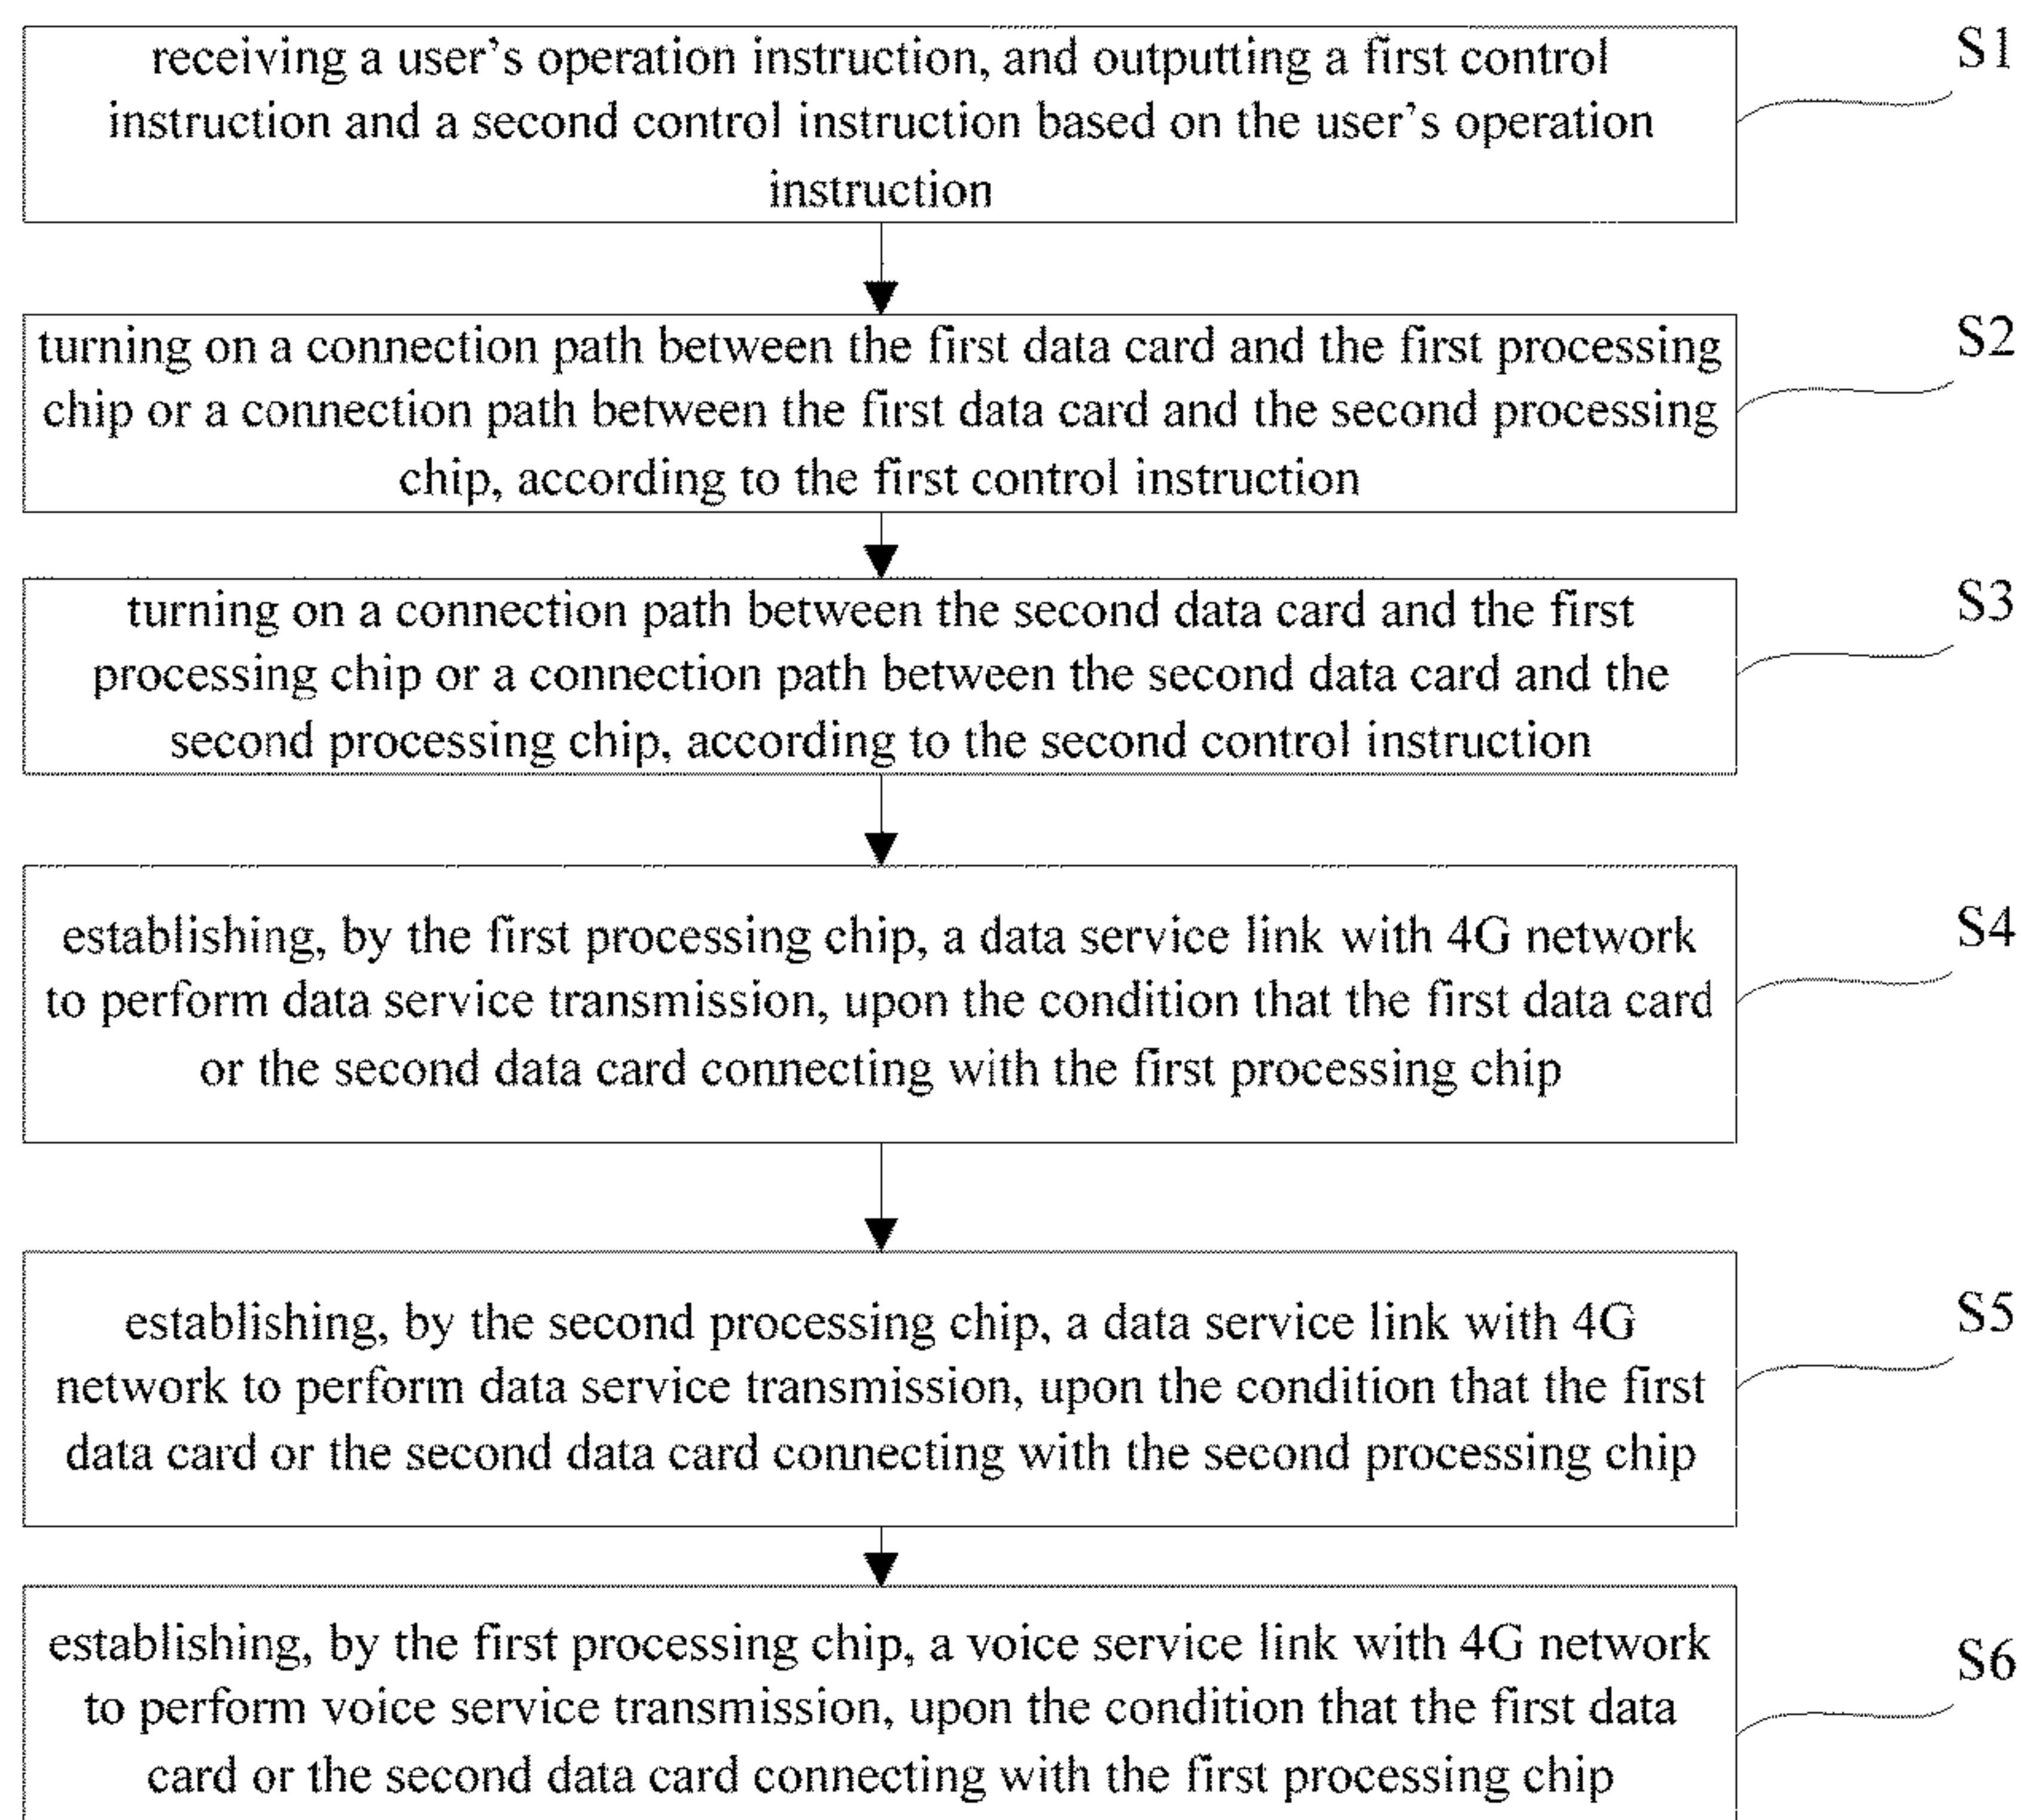 receiving a user's operation instruction, and outputting a first control
instruction and a second control instruction based on the user's operation
instruction
S1
turning on a connection path between the first data card and the first processing
chip or a connection path between the first data card and the second processing
chip, according to the first control instruction
S2
turning on a connection path between the second data card and the first
processing chip or a connection path between the second data card and the
second processing chip, according to the second control instruction
S3
establishing, by the first processing chip, a data service link with 4G network
to perform data service transmission, upon the condition that the first data card
or the second data card connecting with the first processing chip
S4
establishing, by the second processing chip, a data service link with 4G
network to perform data service transmission, upon the condition that the first
data card or the second data card connecting with the second processing chip
S5
establishing, by the first processing chip, a voice service link with 4G network
to perform voice service transmission, upon the condition that the first data
card or the second data card connecting with the first processing chip
S6